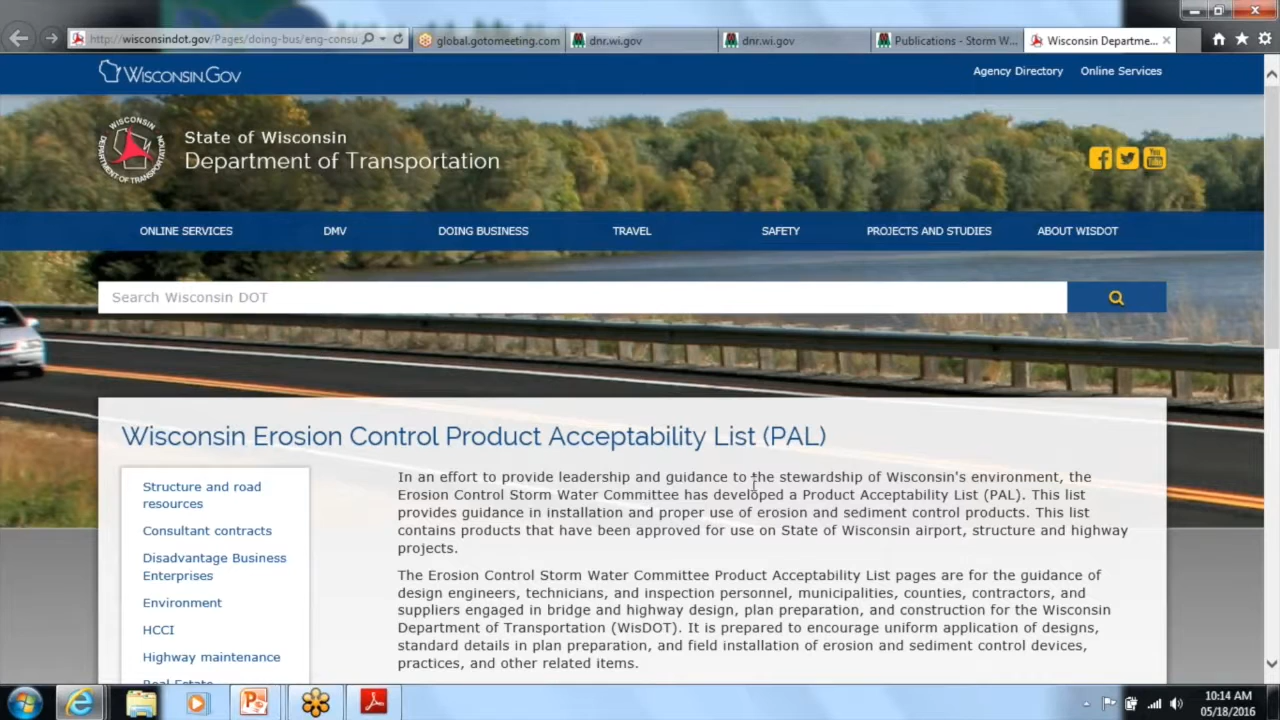 http://wisconsindot.gov/Pages/doing-bus/eng-consu
global.gotomeeting.com
dnr.wi.gov
dnr.wi.gov
Publications - Storm W...
Wisconsin Departme...
WISCONSIN.GOV
Agency Directory
Online Services
WISCONSIN
DEPARTMENT OF TRANSPORTATION
State of Wisconsin
Department of Transportation
You
Tube
ONLINE SERVICES
DMV
DOING BUSINESS
TRAVEL
SAFETY
PROJECTS AND STUDIES
ABOUT WISDOT
Search Wisconsin DOT
Wisconsin Erosion Control Product Acceptability List (PAL)
Structure and road
resources
Consultant contracts
Disadvantage Business
Enterprises
Environment
HCCI
Highway maintenance
Real Estate
In an effort to provide leadership and guidance to the stewardship of Wisconsin's environment, the
Erosion Control Storm Water Committee has developed a Product Acceptability List (PAL). This list
provides guidance in installation and proper use of erosion and sediment control products. This list
contains products that have been approved for use on State of Wisconsin airport, structure and highway
projects.
The Erosion Control Storm Water Committee Product Acceptability List pages are for the guidance of
design engineers, technicians, and inspection personnel, municipalities, counties, contractors, and
suppliers engaged in bridge and highway design, plan preparation, and construction for the Wisconsin
Department of Transportation (WisDOT). It is prepared to encourage uniform application of designs,
standard details in plan preparation, and field installation of erosion and sediment control devices,
practices, and other related items.
10:14 AM
05/18/2016